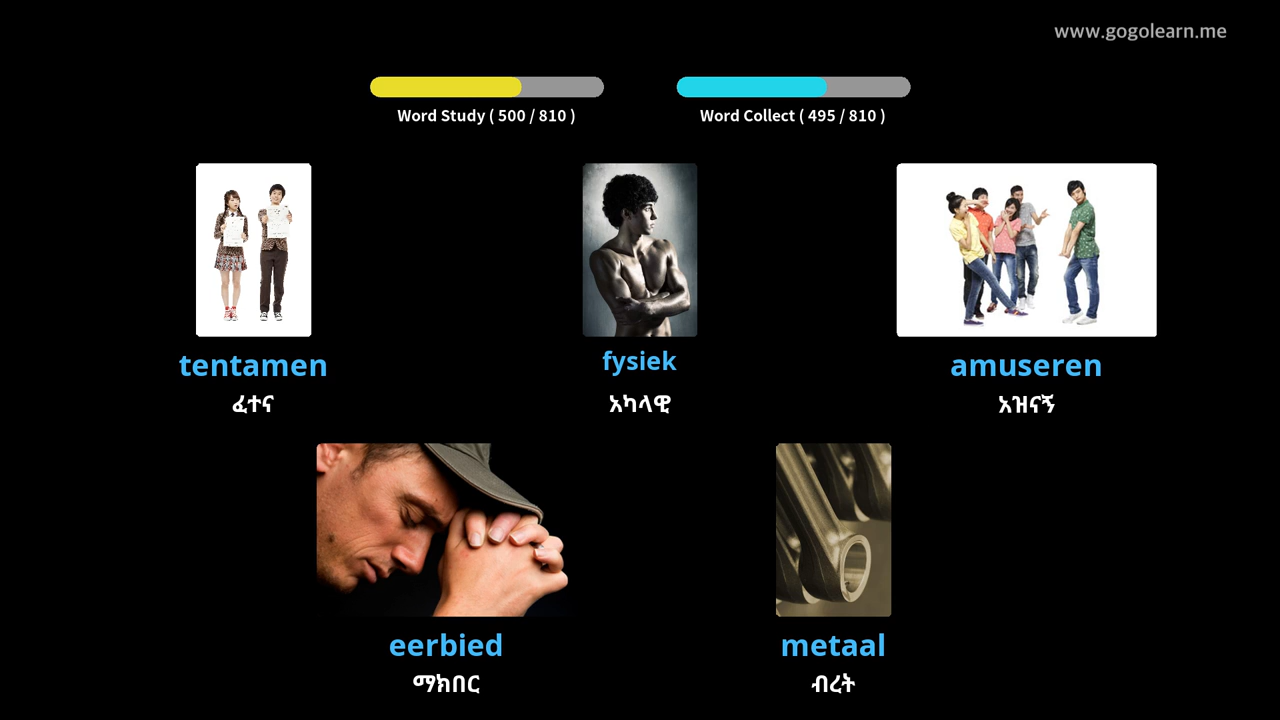 www.gogolearn.me
Word Study ( 500 / 810 )
Word Collect ( 495 / 810 )
tentamen
ፈተና
fysiek
አካላዊ
amuseren
አዝናኝ
eerbied
ማክበር
metaal
ብረት